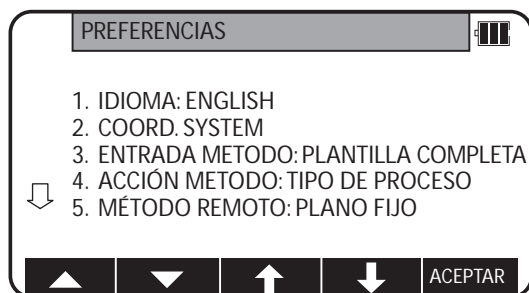 PREFERENCIAS
1. IDIOMA: ENGLISH
2. COORD. SYSTEM
3. ENTRADA METODO: PLANTILLA COMPLETA
4. ACCIÓN METODO: TIPO DE PROCESO
5. MÉTODO REMOTO: PLANO FIJO
ACEPTAR